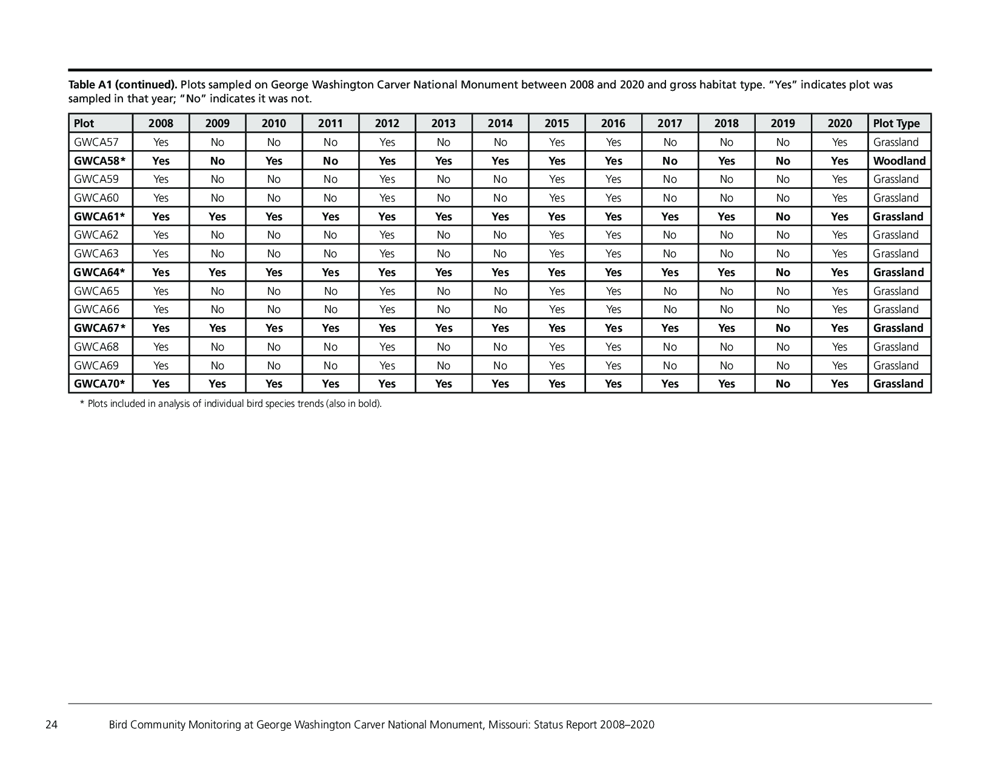 Table A1 (continued). Plots sampled on George Washington Carver National Monument between 2008 and 2020 and gross habitat type. “Yes” indicates plot was
sampled in that year; “No” indicates it was not.
Plot 2008 2009 2010 2011 2012 2013 2014 2015 2016 2017 2018 2019 2020 Plot Type
GWCA57 Yes No No No Yes No No Yes Yes No No No Yes Grassland
GWCA58* Yes No Yes No Yes Yes Yes Yes Yes No Yes No Yes Woodland
GWCA59 Yes No No No Yes No No Yes Yes No No No Yes Grassland
GWCA60 Yes No No No Yes No No Yes Yes No No No Yes Grassland
GWCA61* Yes Yes Yes Yes Yes Yes Yes Yes Yes Yes Yes No Yes Grassland
GWCA62 Yes No No No Yes No No Yes Yes No No No Yes Grassland
GWCA63 Yes No No No Yes No No Yes Yes No No No Yes Grassland
GWCA64* Yes Yes Yes Yes Yes Yes Yes Yes Yes Yes Yes No Yes Grassland
GWCA65 Yes No No No Yes No No Yes Yes No No No Yes Grassland
GWCA66 Yes No No No Yes No No Yes Yes No No No Yes Grassland
GWCA67* Yes Yes Yes Yes Yes Yes Yes Yes Yes Yes Yes No Yes Grassland
GWCA68 Yes No No No Yes No No Yes Yes No No No Yes Grassland
GWCA69 Yes No No No Yes No No Yes Yes No No No Yes Grassland
GWCA70* Yes Yes Yes Yes Yes Yes Yes Yes Yes Yes Yes No Yes Grassland
* Plots included in analysis of individual bird species trends (also in bold).
24 Bird Community Monitoring at George Washington Carver National Monument, Missouri: Status Report 2008–2020